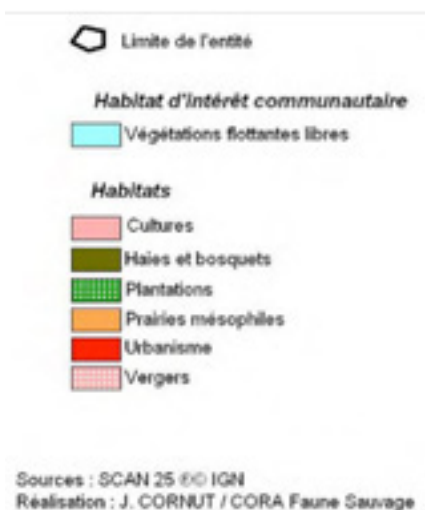 Limite de l'entité
Habitat d'intérêt communautaire
Végétations flottantes libres
Habitats
Cultures
Haies et bosquets
Plantations
Prairies mésophiles
Urbanisme
Vergers
Sources : SCAN 25 ®© IGN
Réalisation : J. CORNUT / CORA Faune Sauvage